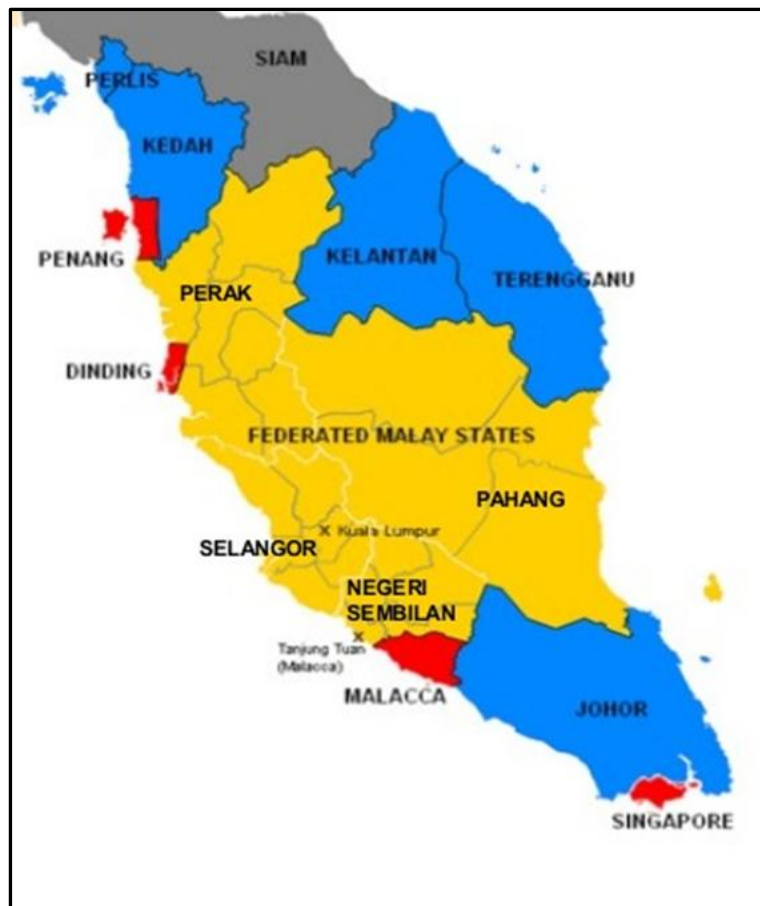 SIAM
PERLIS
KEDAH
KELANTAN
PENANG
TERENGGANU
PERAK
DINDING
FEDERATED MALAY STATES
PAHANG
Kuala Lumpur
SELANGOR
NEGERI
SEMBILAN
Tanjung Tuan
(Malacca)
MALACCA
JOHOR
SINGAPORE